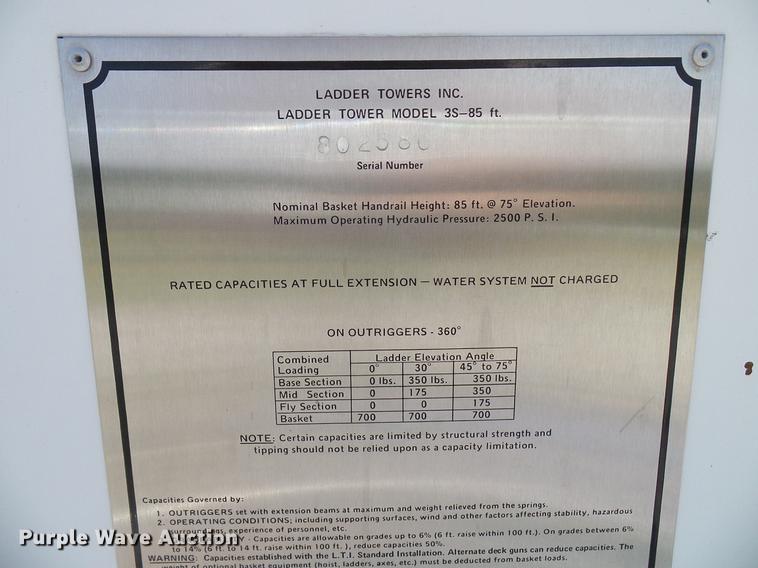 LADDER TOWERS INC.
LADDER TOWER MODEL 3S-85 ft.
Serial Number
Nominal Basket Handrail Height: 85 ft. @ 75° Elevation.
Maximum Operating Hydraulic Pressure: 2500 P. S. I.
RATED CAPACITIES AT FULL EXTENSION — WATER SYSTEM NOT CHARGED
ON OUTRIGGERS - 360°
Combined Loading Ladder Elevation Angle
0° 30° 45° to 75°
Base Section 0 lbs. 350 lbs. 350 lbs.
Mid Section 0 175 350
Fly Section 0 0 175
Basket 700 700 700
NOTE: Certain capacities are limited by structural strength and
tipping should not be relied upon as a capacity limitation.
Capacities Governed by:
1. OUTRIGGERS set with extension beams at maximum and weight relieved from the springs.
2. OPERATING CONDITIONS; including supporting surfaces, wind and other factors affecting stability, hazardous
surroundings, experience of personnel, etc.
- Capacities are allowable on grades up to 6% (6 ft. raise within 100 ft.). On grades between 6%
to 14% (6 ft. to 14 ft. raise within 100 ft. ), reduce capacities 50%.
WARNING: Capacities established with the L.T.I. Standard Installation. Alternate deck guns can reduce capacities. The
weight of optional basket equipment (hoist, ladders, axes, etc.) must be deducted from basket loads.
Purple Wave Auction